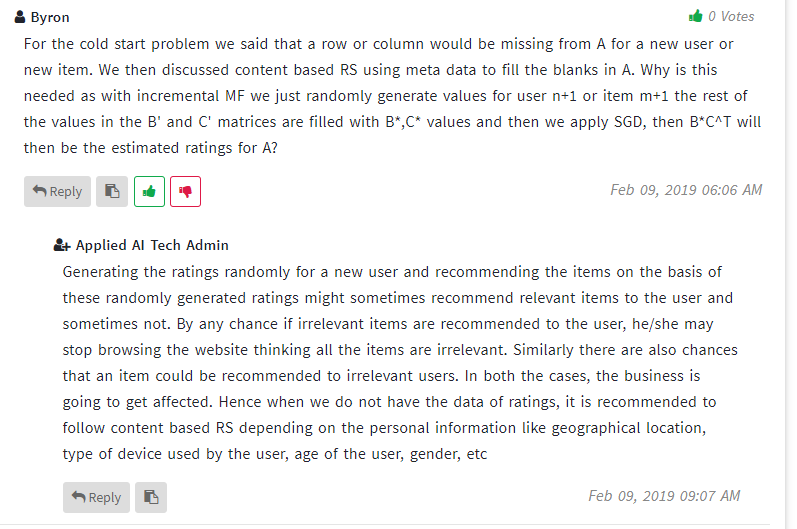 Byron
0 Votes
For the cold start problem we said that a row or column would be missing from A for a new user or
new item. We then discussed content based RS using meta data to fill the blanks in A. Why is this
needed as with incremental MF we just randomly generate values for user n+1 or item m+1 the rest of
the values in the B' and C' matrices are filled with B*,C* values and then we apply SGD, then B*C^T will
then be the estimated ratings for A?
Reply
Feb 09, 2019 06:06 AM
Applied AI Tech Admin
Generating the ratings randomly for a new user and recommending the items on the basis of
these randomly generated ratings might sometimes recommend relevant items to the user and
sometimes not. By any chance if irrelevant items are recommended to the user, he/she may
stop browsing the website thinking all the items are irrelevant. Similarly there are also chances
that an item could be recommended to irrelevant users. In both the cases, the business is
going to get affected. Hence when we do not have the data of ratings, it is recommended to
follow content based RS depending on the personal information like geographical location,
type of device used by the user, age of the user, gender, etc
Reply
Feb 09, 2019 09:07 AM